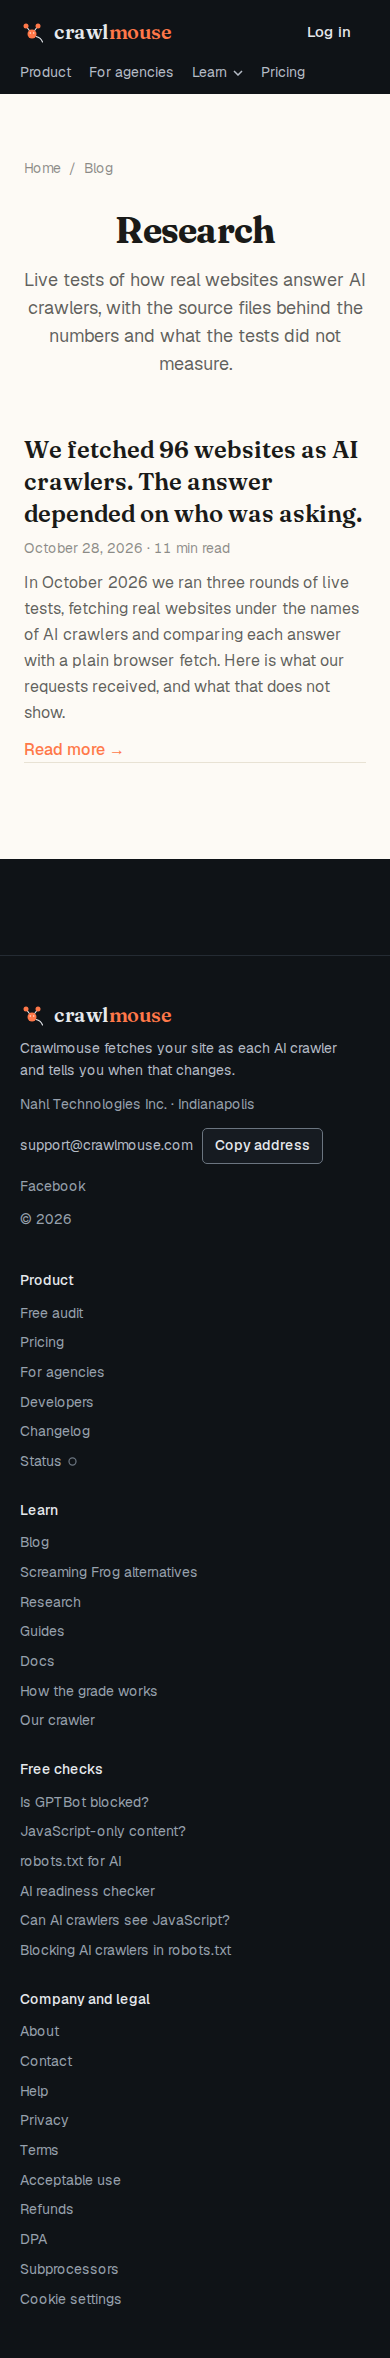 crawlmouse
Log in
Product For agencies Learn Pricing
Home / Blog
Research
Live tests of how real websites answer AI
crawlers, with the source files behind the
numbers and what the tests did not
measure.
We fetched 96 websites as AI
crawlers. The answer
depended on who was asking.
October 28, 2026 · 11 min read
In October 2026 we ran three rounds of live
tests, fetching real websites under the names
of AI crawlers and comparing each answer
with a plain browser fetch. Here is what our
requests received, and what that does not
show.
Read more →
crawlmouse
Crawlmouse fetches your site as each AI crawler
and tells you when that changes.
Nahl Technologies Inc. · Indianapolis
support@crawlmouse.com Copy address
Facebook
© 2026
Product
Free audit
Pricing
For agencies
Developers
Changelog
Status
Learn
Blog
Screaming Frog alternatives
Research
Guides
Docs
How the grade works
Our crawler
Free checks
Is GPTBot blocked?
JavaScript-only content?
robots.txt for AI
AI readiness checker
Can AI crawlers see JavaScript?
Blocking AI crawlers in robots.txt
Company and legal
About
Contact
Help
Privacy
Terms
Acceptable use
Refunds
DPA
Subprocessors
Cookie settings